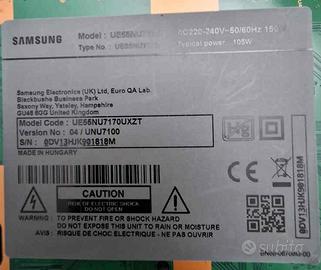 SAMSUNG
Model No.: UE55NU71
Type No.: UE55NU7
AC220-240V~50/60Hz 150W
Typical power: 105W
Samsung Electronics (UK) Ltd, Euro QA Lab.
Blackbushe Business Park
Saxony Way, Yateley, Hampshire
GU46 6GG United Kingdom
Model Code : UE55NU7170UXZT
Version No : 04 / UNU7100
S/N : 0DV13HJK901818M
MADE IN HUNGARY
0DV13HJK901818M
CAUTION
RISK OF ELECTRIC SHOCK
DO NOT OPEN
WARNING: TO PREVENT FIRE OR SHOCK HAZARD, DO
NOT EXPOSE TO RAIN OR MOISTURE.
AVIS : RISQUE DE CHOC ELECTRIQUE, NE PAS OUVRIR.
subito